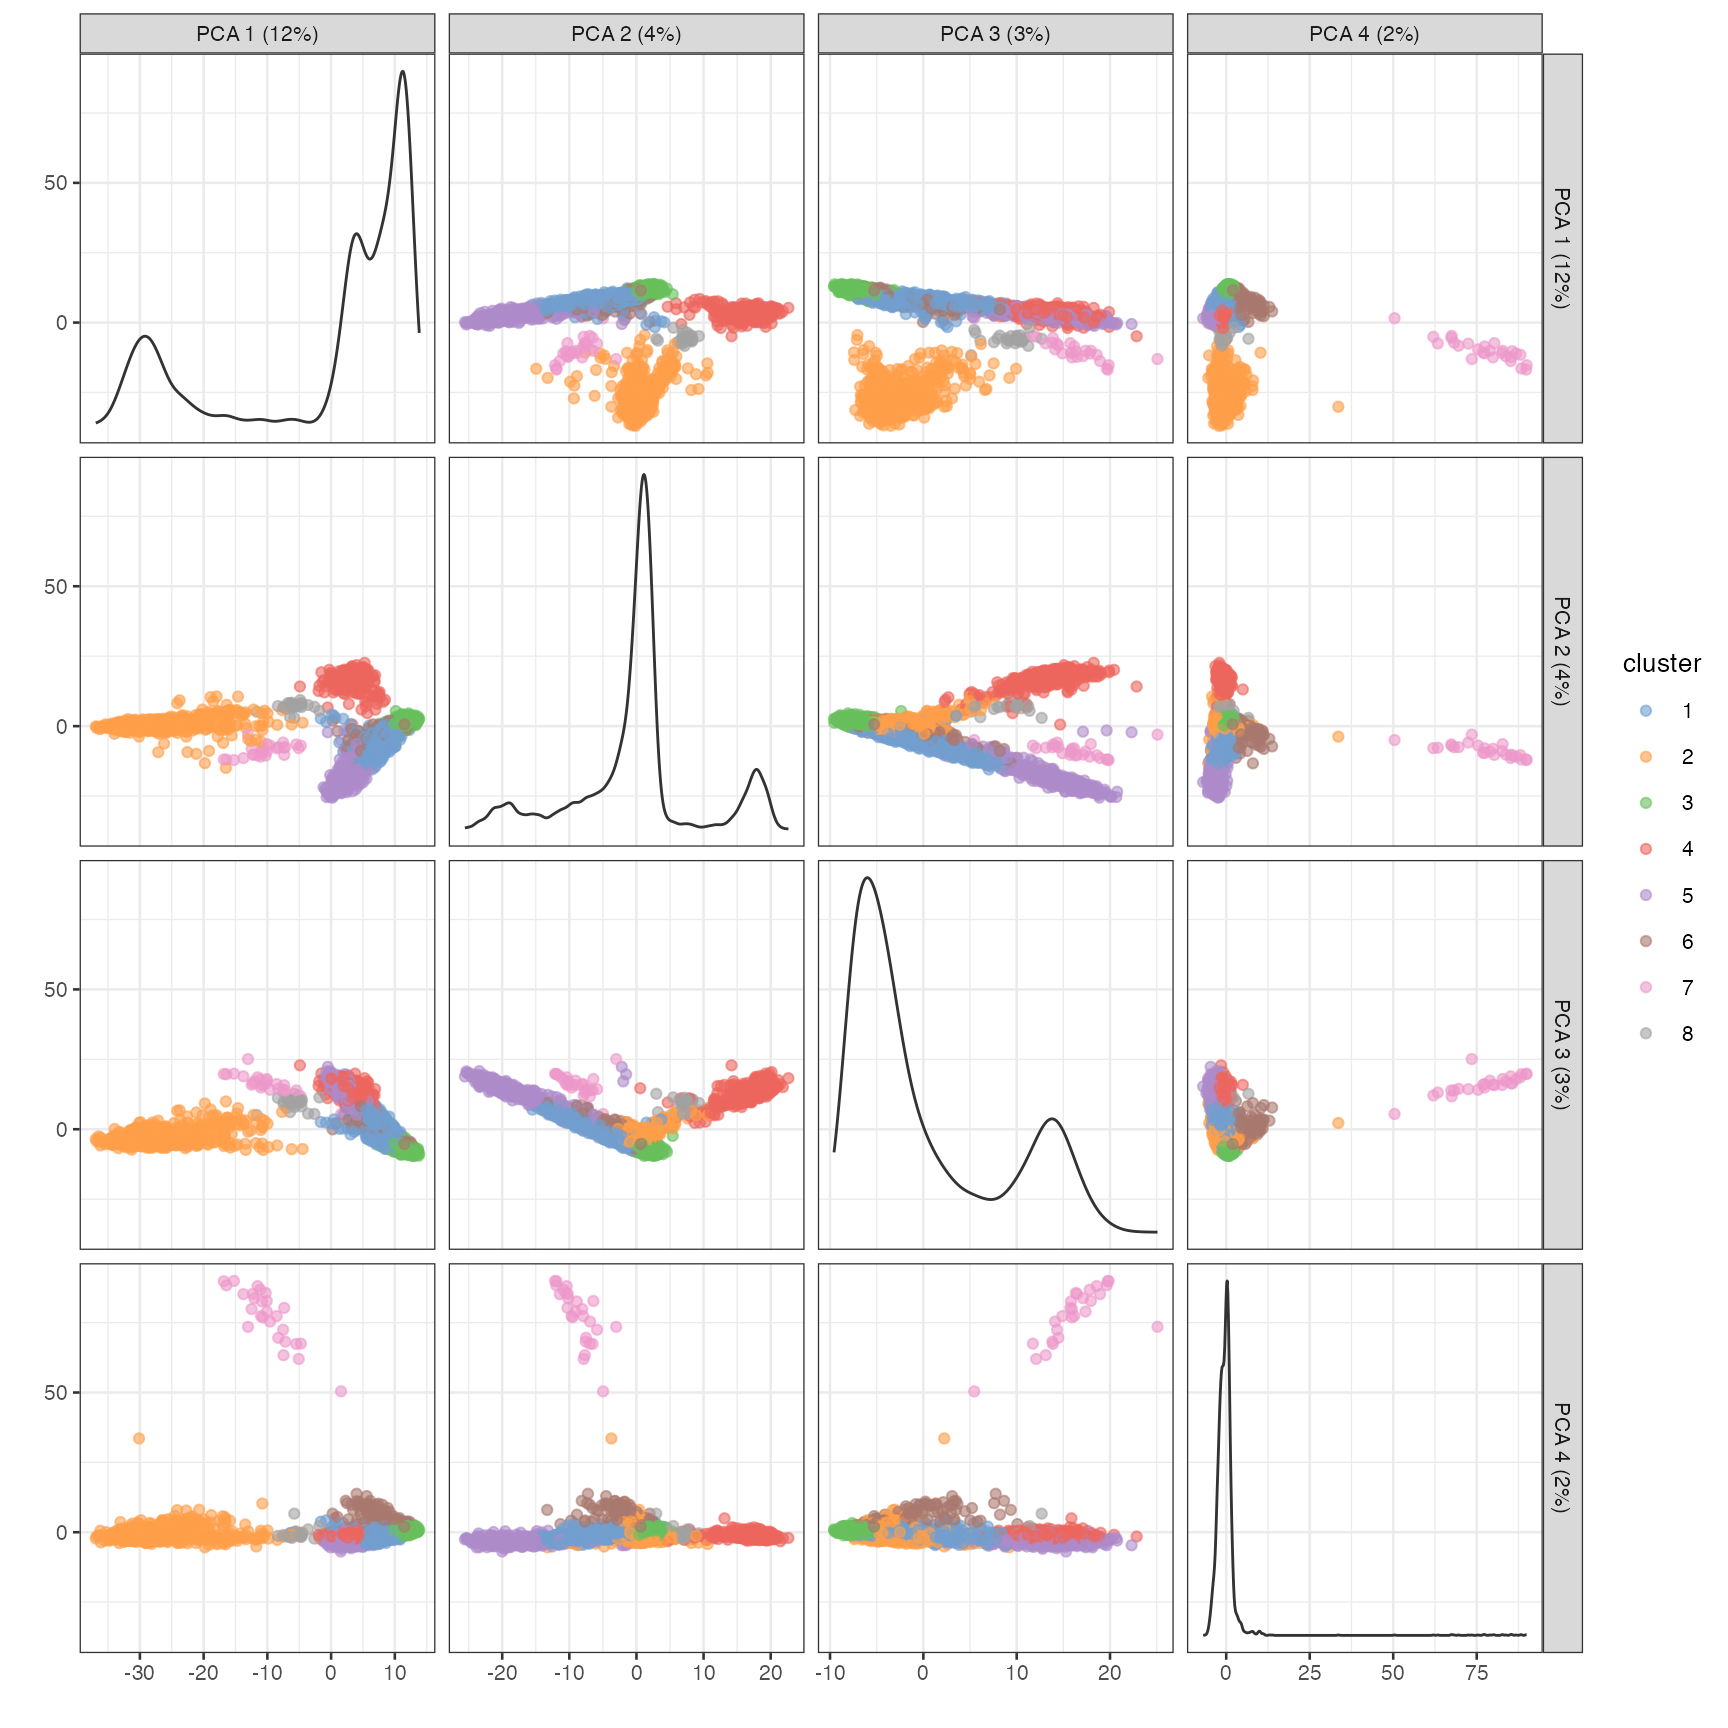 PCA 1 (12%)
PCA 2 (4%)
PCA 3 (3%)
PCA 4 (2%)
50
0
PCA 1 (12%)
50
0
PCA 2 (4%)
50
0
PCA 3 (3%)
50
0
PCA 4 (2%)
-30 -20 -10 0 10
-20 -10 0 10 20
-10 0 10 20
0 25 50 75
cluster
1
2
3
4
5
6
7
8